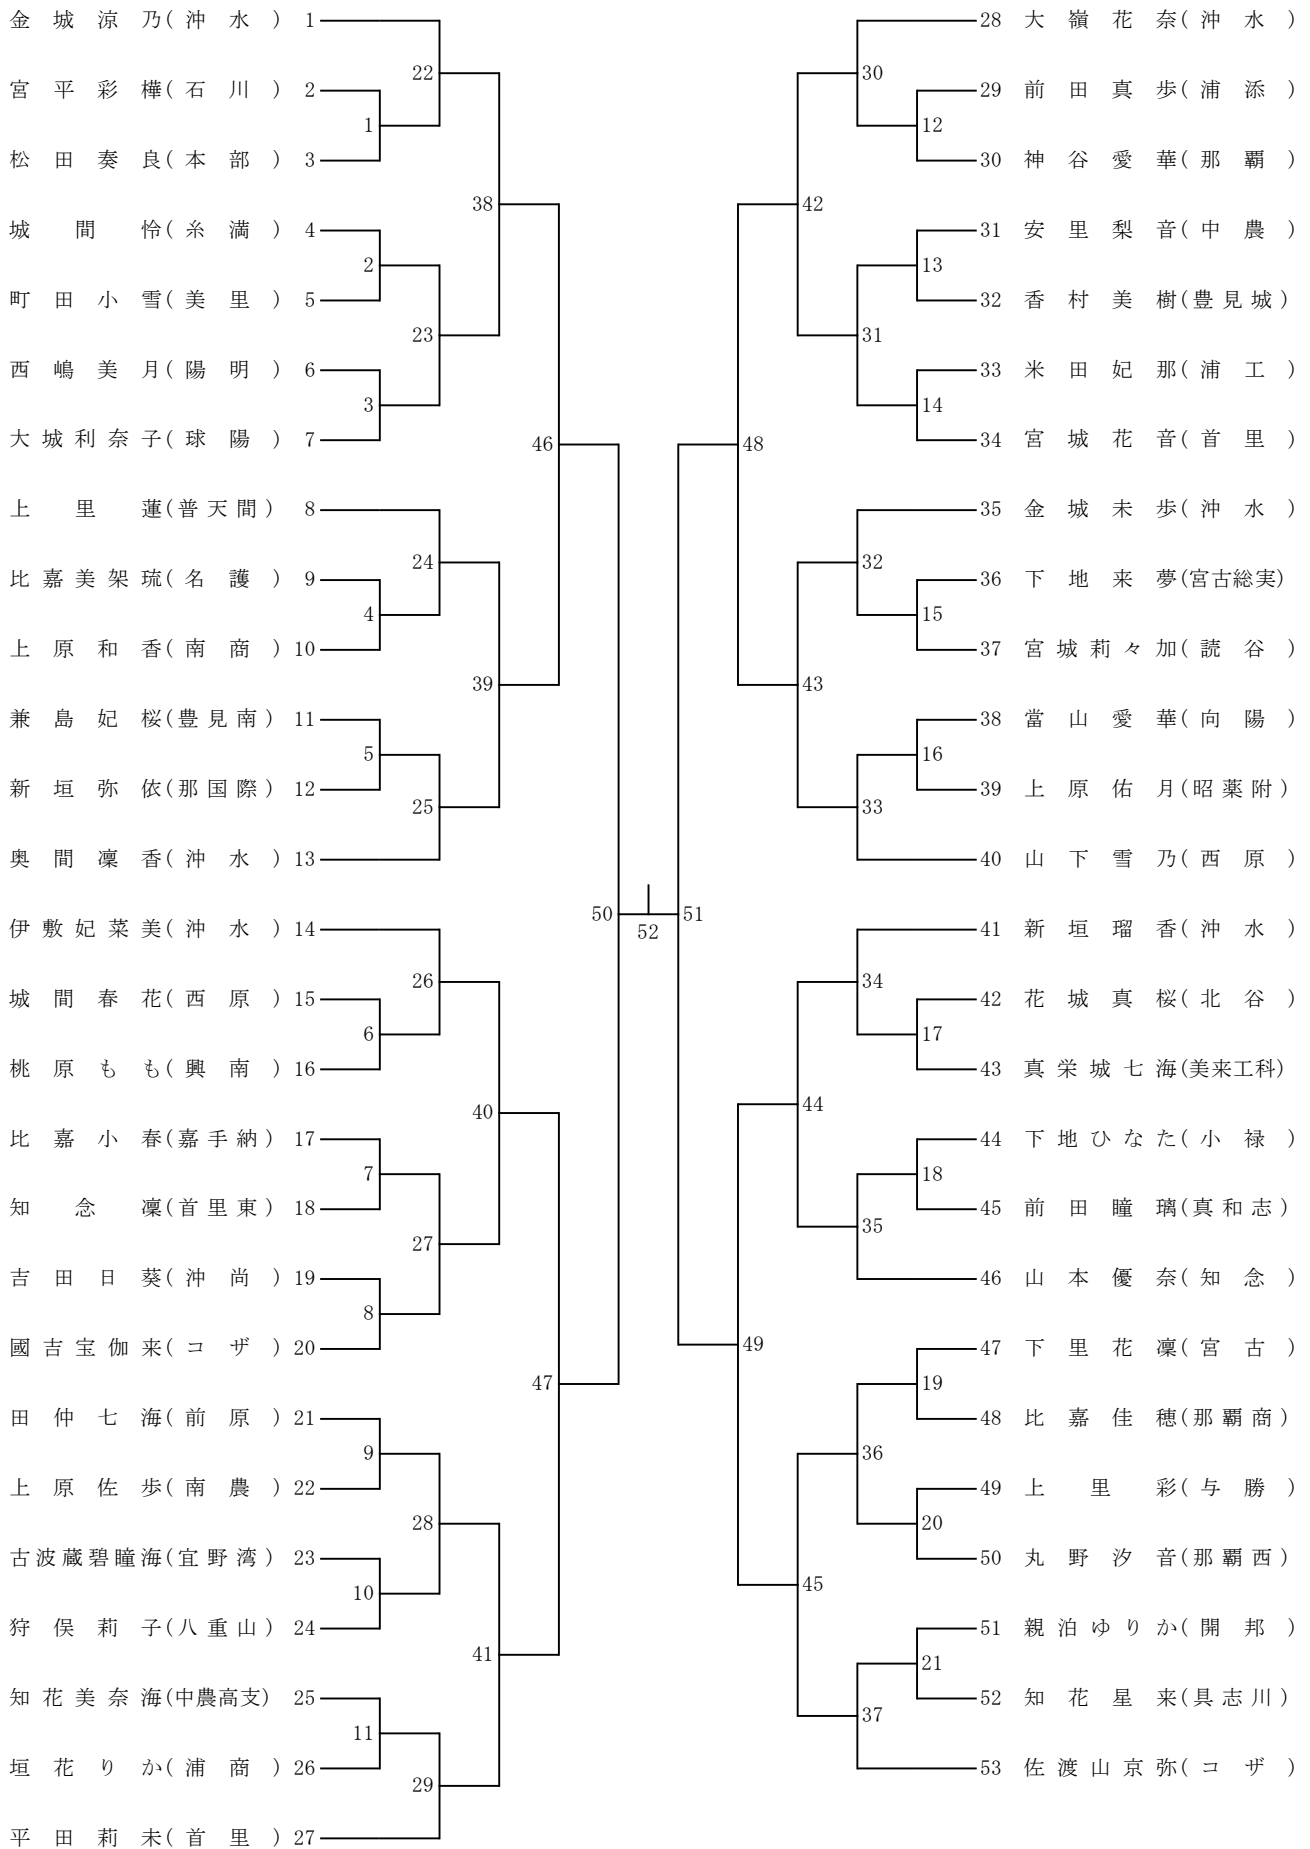 金城涼乃(沖水) 1
宮平彩樺(石川) 2
松田奏良(本部) 3
城間怜(糸満) 4
町田小雪(美里) 5
西嶋美月(陽明) 6
大城利奈子(球陽) 7
上里蓮(普天間) 8
比嘉美架琉(名護) 9
上原和香(南商) 10
兼島妃桜(豊見南) 11
新垣弥依(那国際) 12
奥間凜香(沖水) 13
伊敷妃菜美(沖水) 14
城間春花(西原) 15
桃原もも(興南) 16
比嘉小春(嘉手納) 17
知念凜(首里東) 18
吉田日葵(沖尚) 19
國吉宝伽来(コザ) 20
田仲七海(前原) 21
上原佐歩(南農) 22
古波蔵碧瞳海(宜野湾) 23
狩俣莉子(八重山) 24
知花美奈海(中農高支) 25
垣花りか(浦商) 26
平田莉未(首里) 27
1
2
3
4
5
6
7
8
9
10
11
22
23
24
25
26
27
28
29
38
39
40
41
46
47
50
52
51
48
49
42
43
44
45
30
31
32
33
34
35
36
37
12
13
14
15
16
17
18
19
20
21
28 大嶺花奈(沖水)
29 前田真歩(浦添)
30 神谷愛華(那覇)
31 安里梨音(中農)
32 香村美樹(豊見城)
33 米田妃那(浦工)
34 宮城花音(首里)
35 金城未歩(沖水)
36 下地来夢(宮古総実)
37 宮城莉々加(読谷)
38 當山愛華(向陽)
39 上原佑月(昭薬附)
40 山下雪乃(西原)
41 新垣瑠香(沖水)
42 花城真桜(北谷)
43 真栄城七海(美来工科)
44 下地ひなた(小禄)
45 前田瞳璃(真和志)
46 山本優奈(知念)
47 下里花凜(宮古)
48 比嘉佳穂(那覇商)
49 上里彩(与勝)
50 丸野汐音(那覇西)
51 親泊ゆりか(開邦)
52 知花星来(具志川)
53 佐渡山京弥(コザ)